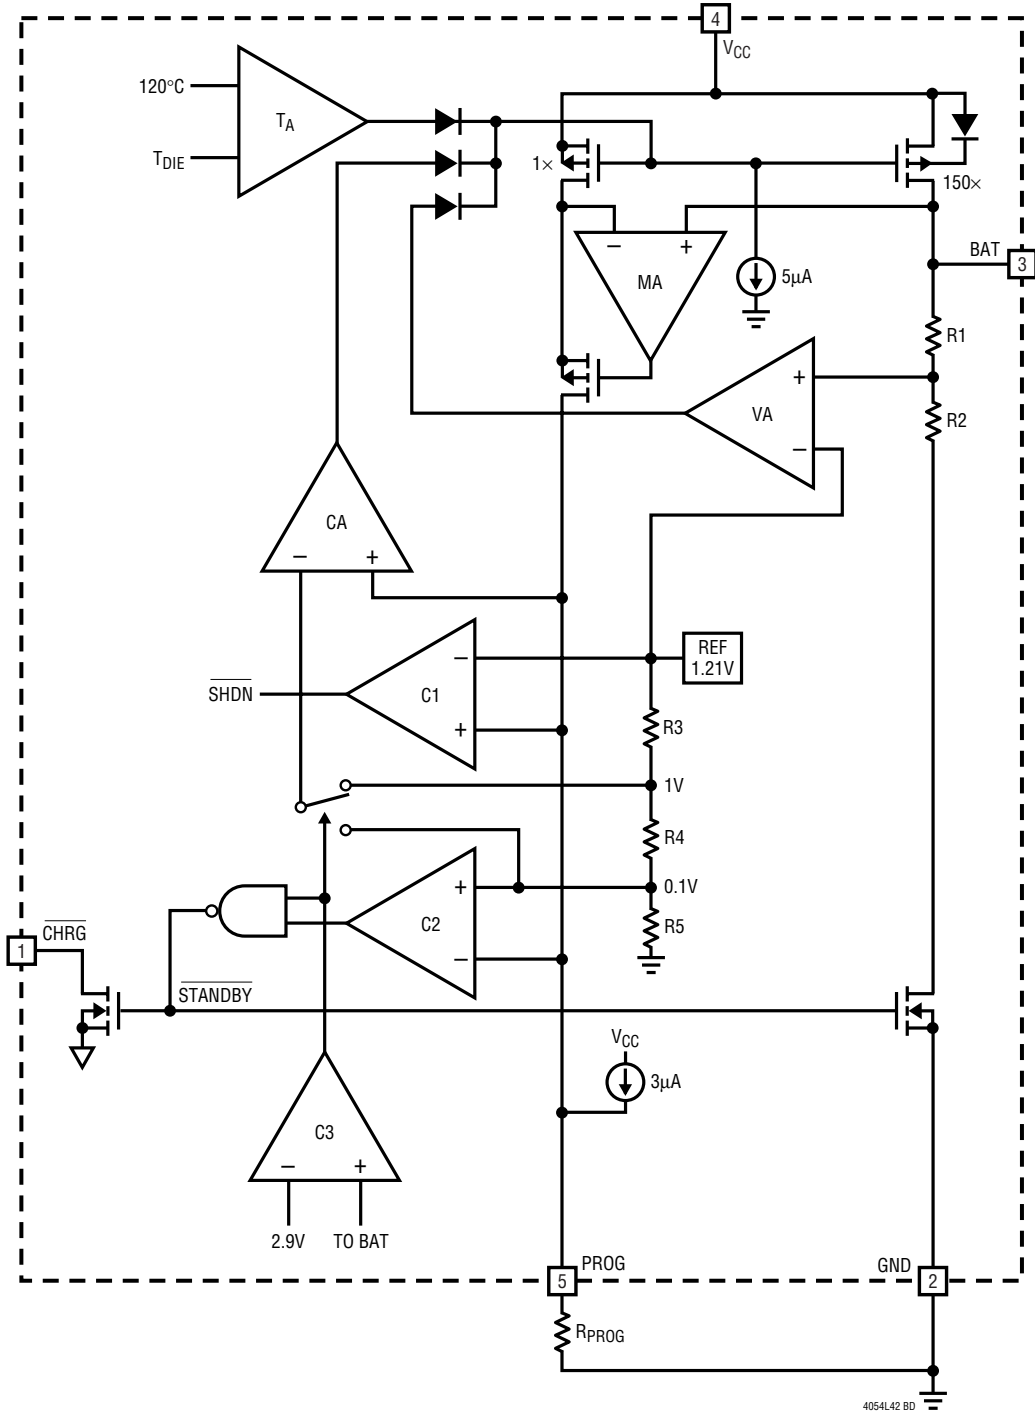 4
VCC
120°C
TA
TDIE
1×
150×
– +
MA
5µA
BAT
3
R1
+
VA
R2
–
CA
– +
REF
1.21V
–
SHDN
C1
+
R3
1V
R4
+
0.1V
C2
R5
–
CHRG
1
STANDBY
VCC
3µA
C3
– +
2.9V
TO BAT
PROG
5
GND
2
RPROG
4054L42 BD